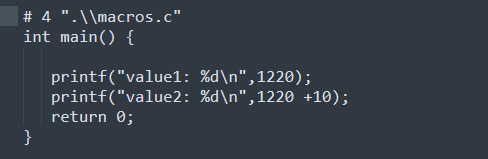 # 4 ".\\macros.c"
int main() {
printf("value1: %d\n",1220);
printf("value2: %d\n",1220 +10);
return 0;
}